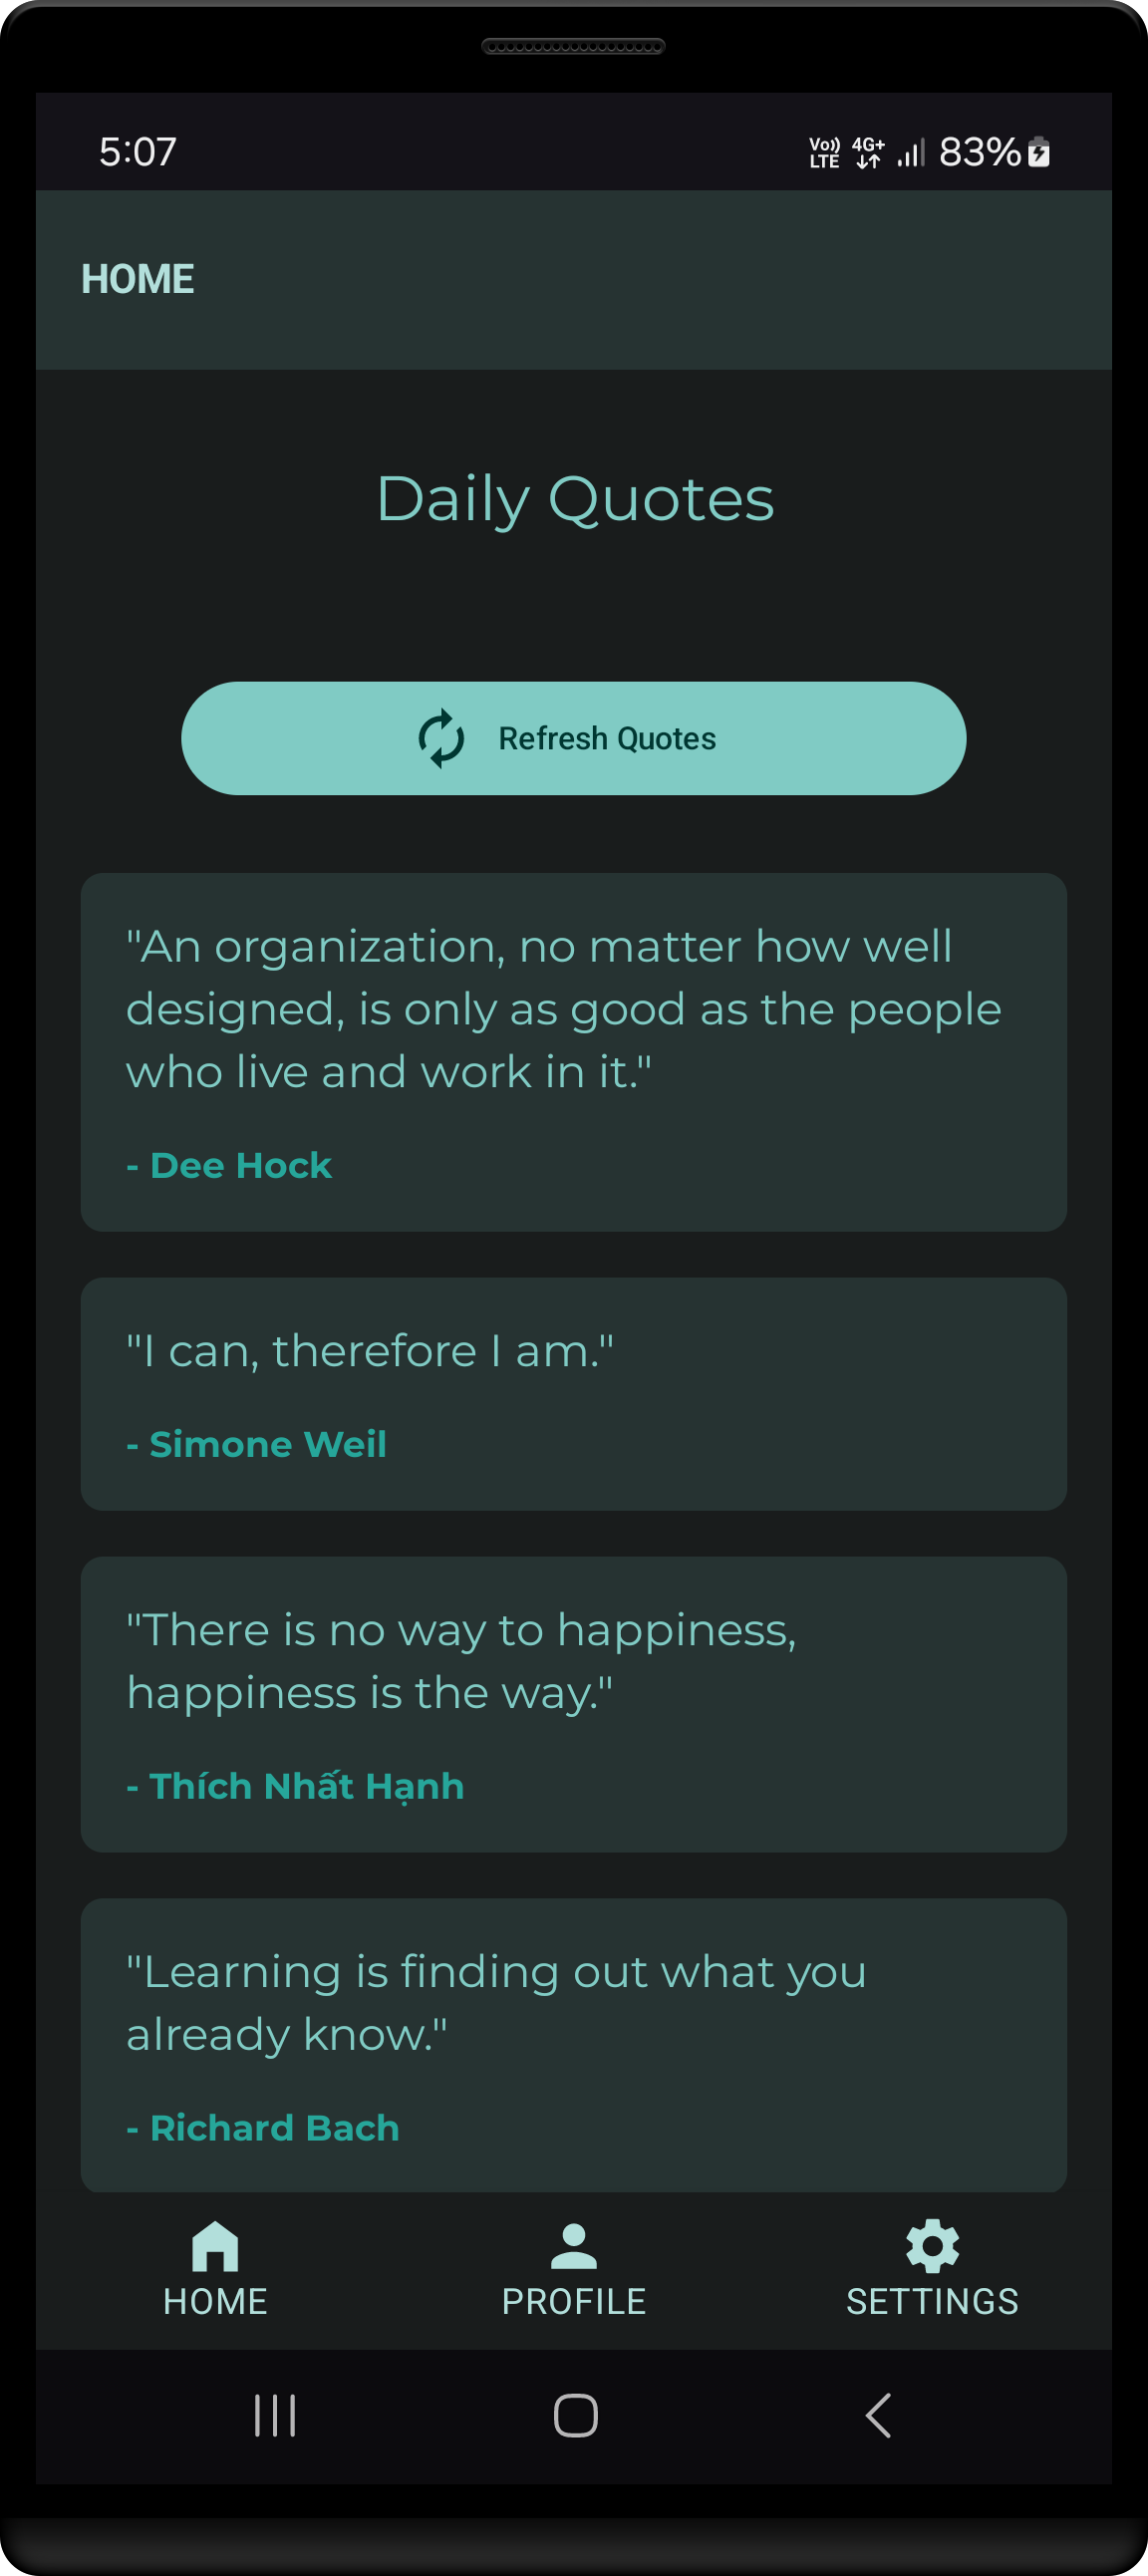 5:07
Vo)) LTE 4G+ 83%
HOME
Daily Quotes
Refresh Quotes
"An organization, no matter how well
designed, is only as good as the people
who live and work in it."
- Dee Hock
"I can, therefore I am."
- Simone Weil
"There is no way to happiness,
happiness is the way."
- Thích Nhất Hạnh
"Learning is finding out what you
already know."
- Richard Bach
HOME
PROFILE
SETTINGS